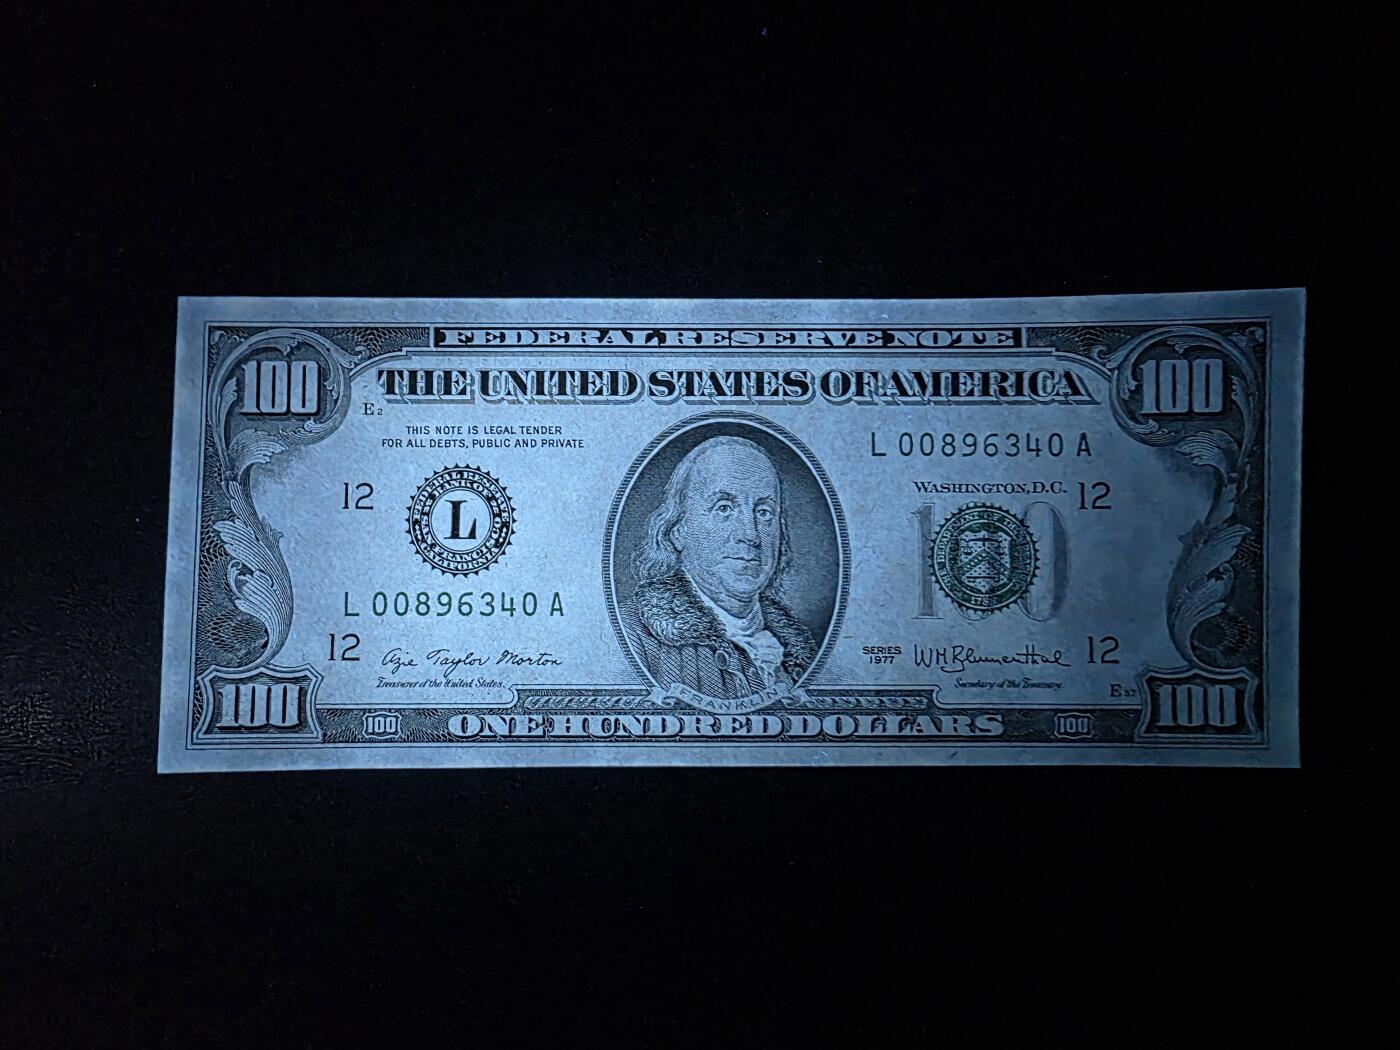 FEDERAL RESERVE NOTE
THE UNITED STATES OF AMERICA
100
100
E2
THIS NOTE IS LEGAL TENDER
FOR ALL DEBTS, PUBLIC AND PRIVATE
L 00896340 A
12
L
WASHINGTON, D.C.
12
100
L 00896340 A
12
Azie Taylor Morton
Treasurer of the United States.
SERIES
1977
W M Blumenthal
Secretary of the Treasury.
12
FRANKLIN
100
100
ONE HUNDRED DOLLARS
100
100